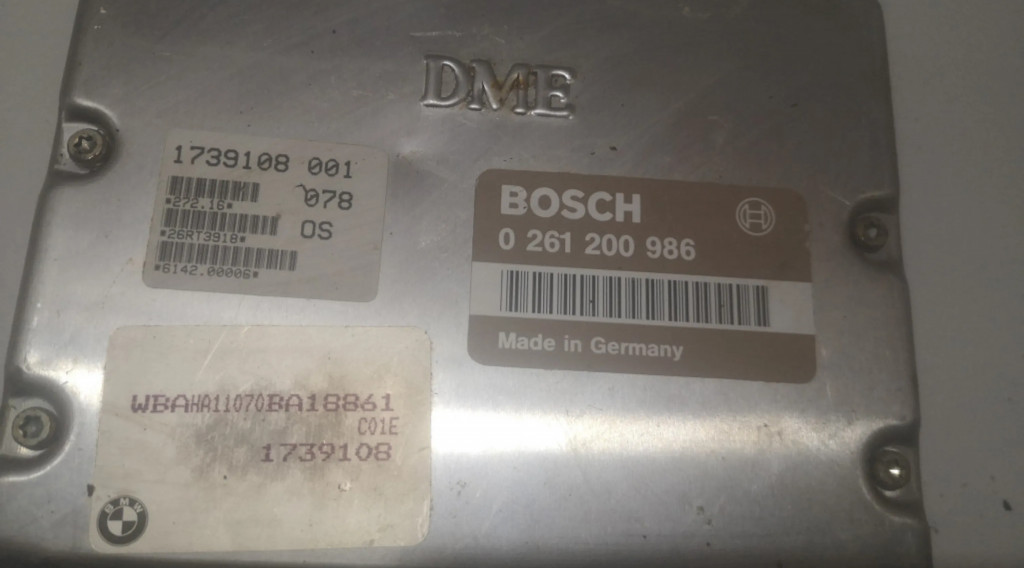 DME
1739108 001
078
*272.16*
*26RT3918*
OS
*6142.00006*
BOSCH
0 261 200 986
Made in Germany
WBAHA11070BA18861
C01E
1739108
BMW